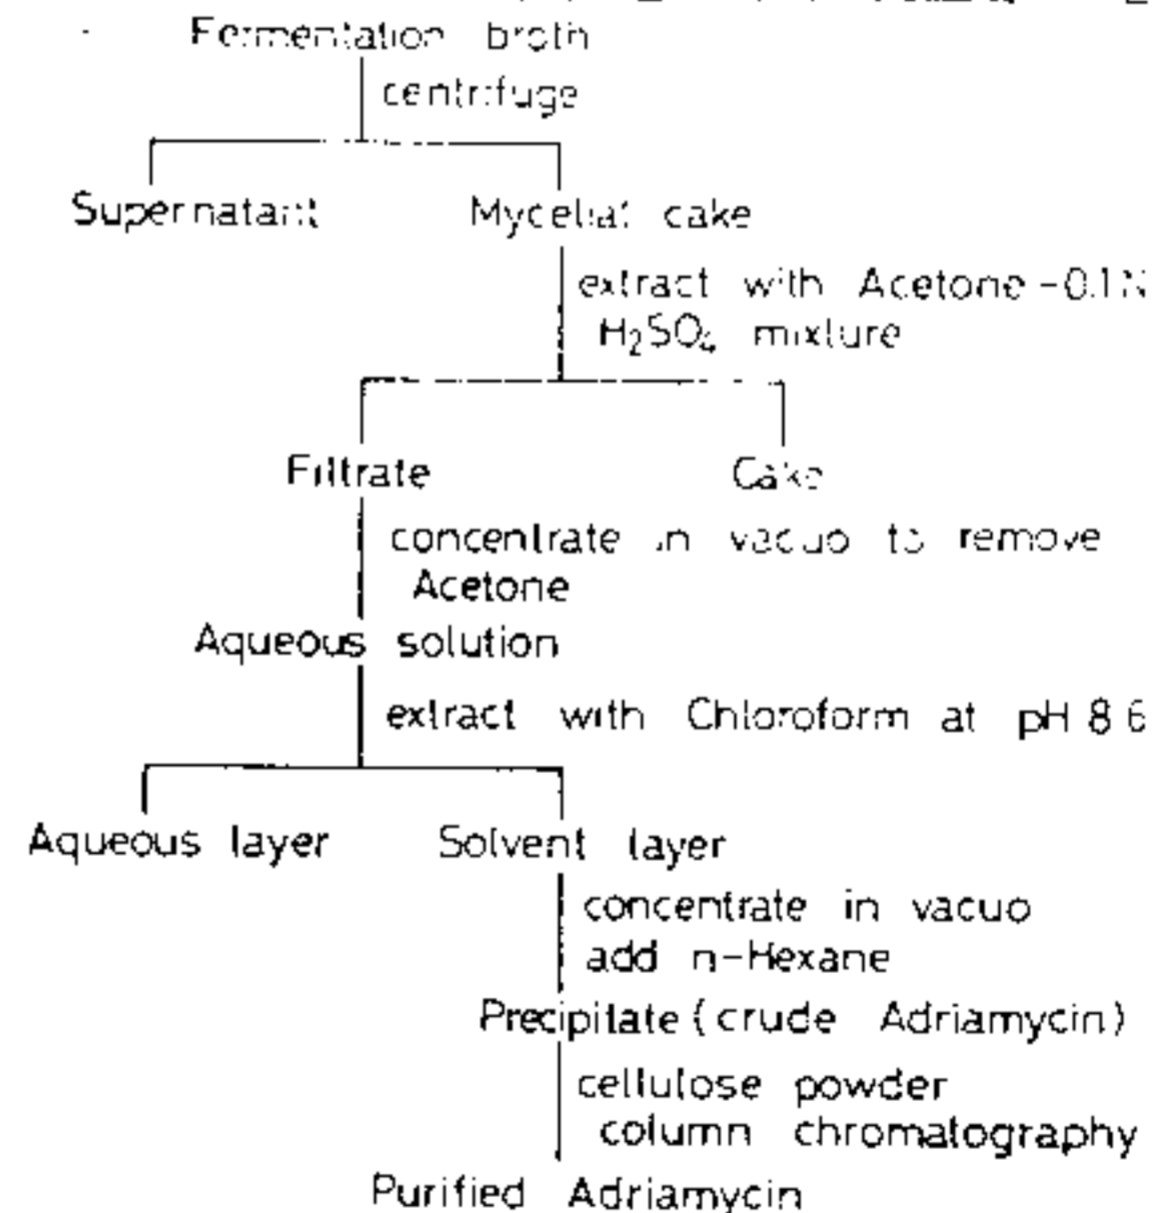 Fermentation broth
centrifuge
Supernatant Mycelial cake
extract with Acetone-0.1N
H₂SO₄ mixture
Filtrate Cake
concentrate in vacuo to remove
Acetone
Aqueous solution
extract with Chloroform at pH 8.6
Aqueous layer Solvent layer
concentrate in vacuo
add n-Hexane
Precipitate (crude Adriamycin)
cellulose powder
column chromatography
Purified Adriamycin